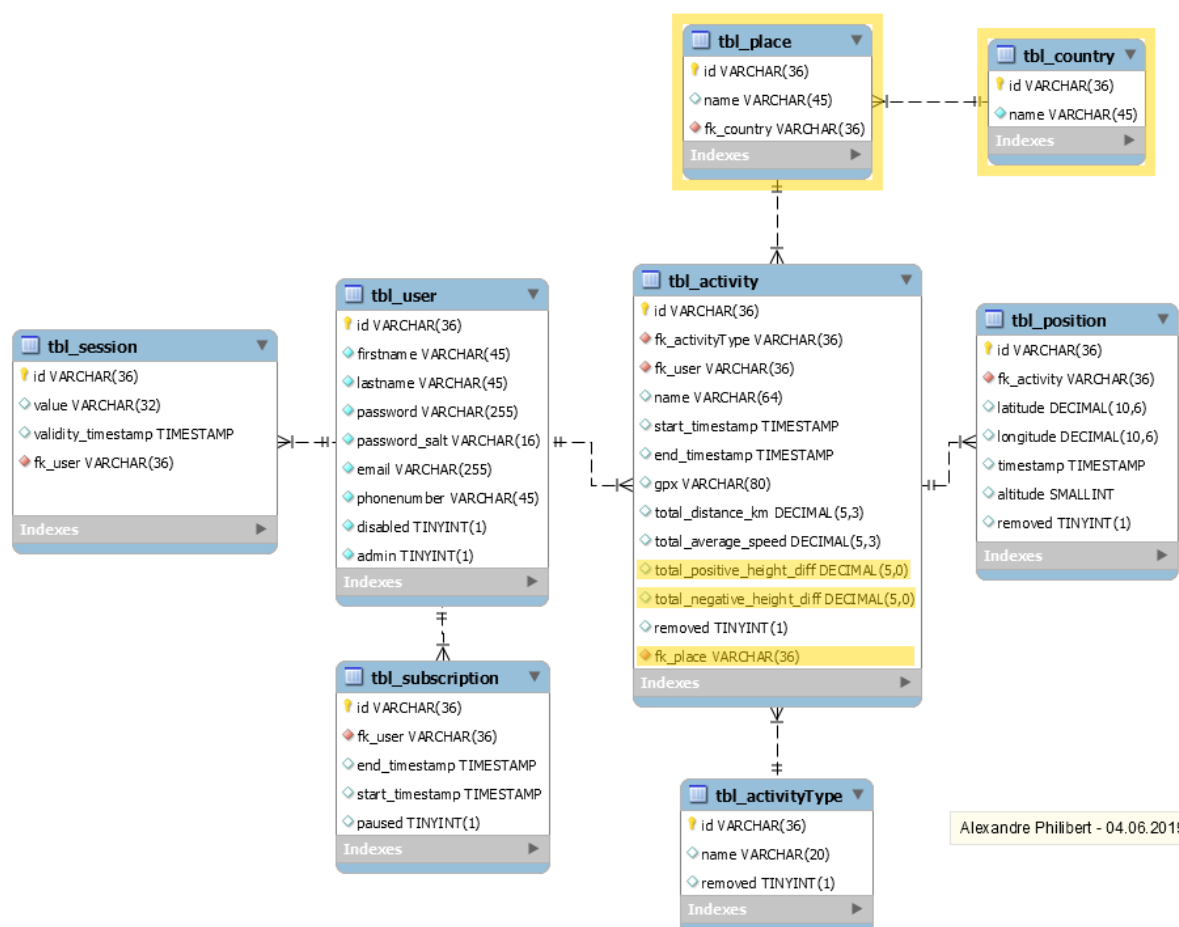 tbl_place
id VARCHAR(36)
name VARCHAR(45)
fk_country VARCHAR(36)
Indexes
tbl_country
id VARCHAR(36)
name VARCHAR(45)
Indexes
tbl_session
id VARCHAR(36)
value VARCHAR(32)
validity_timestamp TIMESTAMP
fk_user VARCHAR(36)
Indexes
tbl_user
id VARCHAR(36)
firstname VARCHAR(45)
lastname VARCHAR(45)
password VARCHAR(255)
password_salt VARCHAR(16)
email VARCHAR(255)
phonenumber VARCHAR(45)
disabled TINYINT(1)
admin TINYINT(1)
Indexes
tbl_activity
id VARCHAR(36)
fk_activityType VARCHAR(36)
fk_user VARCHAR(36)
name VARCHAR(64)
start_timestamp TIMESTAMP
end_timestamp TIMESTAMP
gpx VARCHAR(80)
total_distance_km DECIMAL(5,3)
total_average_speed DECIMAL(5,3)
total_positive_height_diff DECIMAL(5,0)
total_negative_height_diff DECIMAL(5,0)
removed TINYINT(1)
fk_place VARCHAR(36)
Indexes
tbl_position
id VARCHAR(36)
fk_activity VARCHAR(36)
latitude DECIMAL(10,6)
longitude DECIMAL(10,6)
timestamp TIMESTAMP
altitude SMALLINT
removed TINYINT(1)
Indexes
tbl_subscription
id VARCHAR(36)
fk_user VARCHAR(36)
end_timestamp TIMESTAMP
start_timestamp TIMESTAMP
paused TINYINT(1)
Indexes
tbl_activityType
id VARCHAR(36)
name VARCHAR(20)
removed TINYINT(1)
Indexes
Alexandre Philibert - 04.06.2019